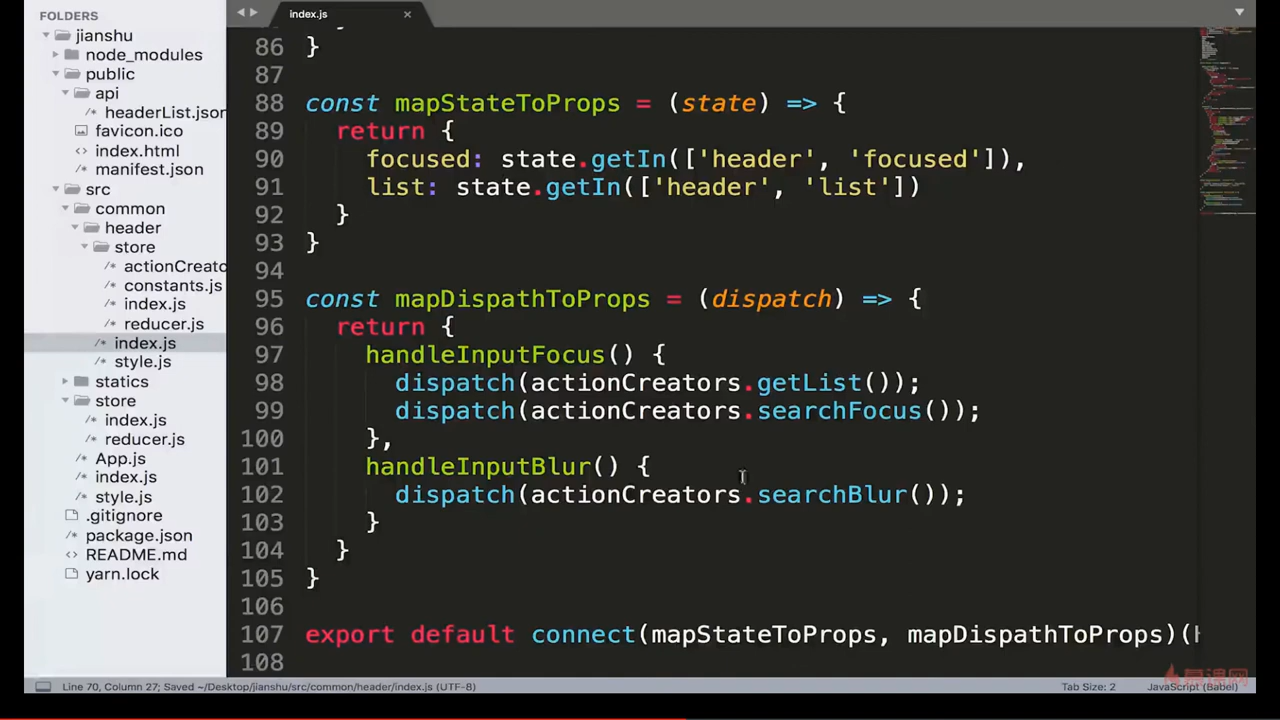 FOLDERS
jianshu
node_modules
public
api
headerList.json
favicon.ico
index.html
manifest.json
src
common
header
store
actionCreato
constants.js
index.js
reducer.js
index.js
style.js
statics
store
index.js
reducer.js
App.js
index.js
style.js
.gitignore
package.json
README.md
yarn.lock
index.js
86 }
87
88 const mapStateToProps = (state) => {
89 return {
90 focused: state.getIn(['header', 'focused']),
91 list: state.getIn(['header', 'list'])
92 }
93 }
94
95 const mapDispathToProps = (dispatch) => {
96 return {
97 handleInputFocus() {
98 dispatch(actionCreators.getList());
99 dispatch(actionCreators.searchFocus());
100 },
101 handleInputBlur() {
102 dispatch(actionCreators.searchBlur());
103 }
104 }
105 }
106
107 export default connect(mapStateToProps, mapDispathToProps)(
108
Line 70, Column 27; Saved ~/Desktop/jianshu/src/common/header/index.js (UTF-8)
Tab Size: 2
JavaScript (Babel)